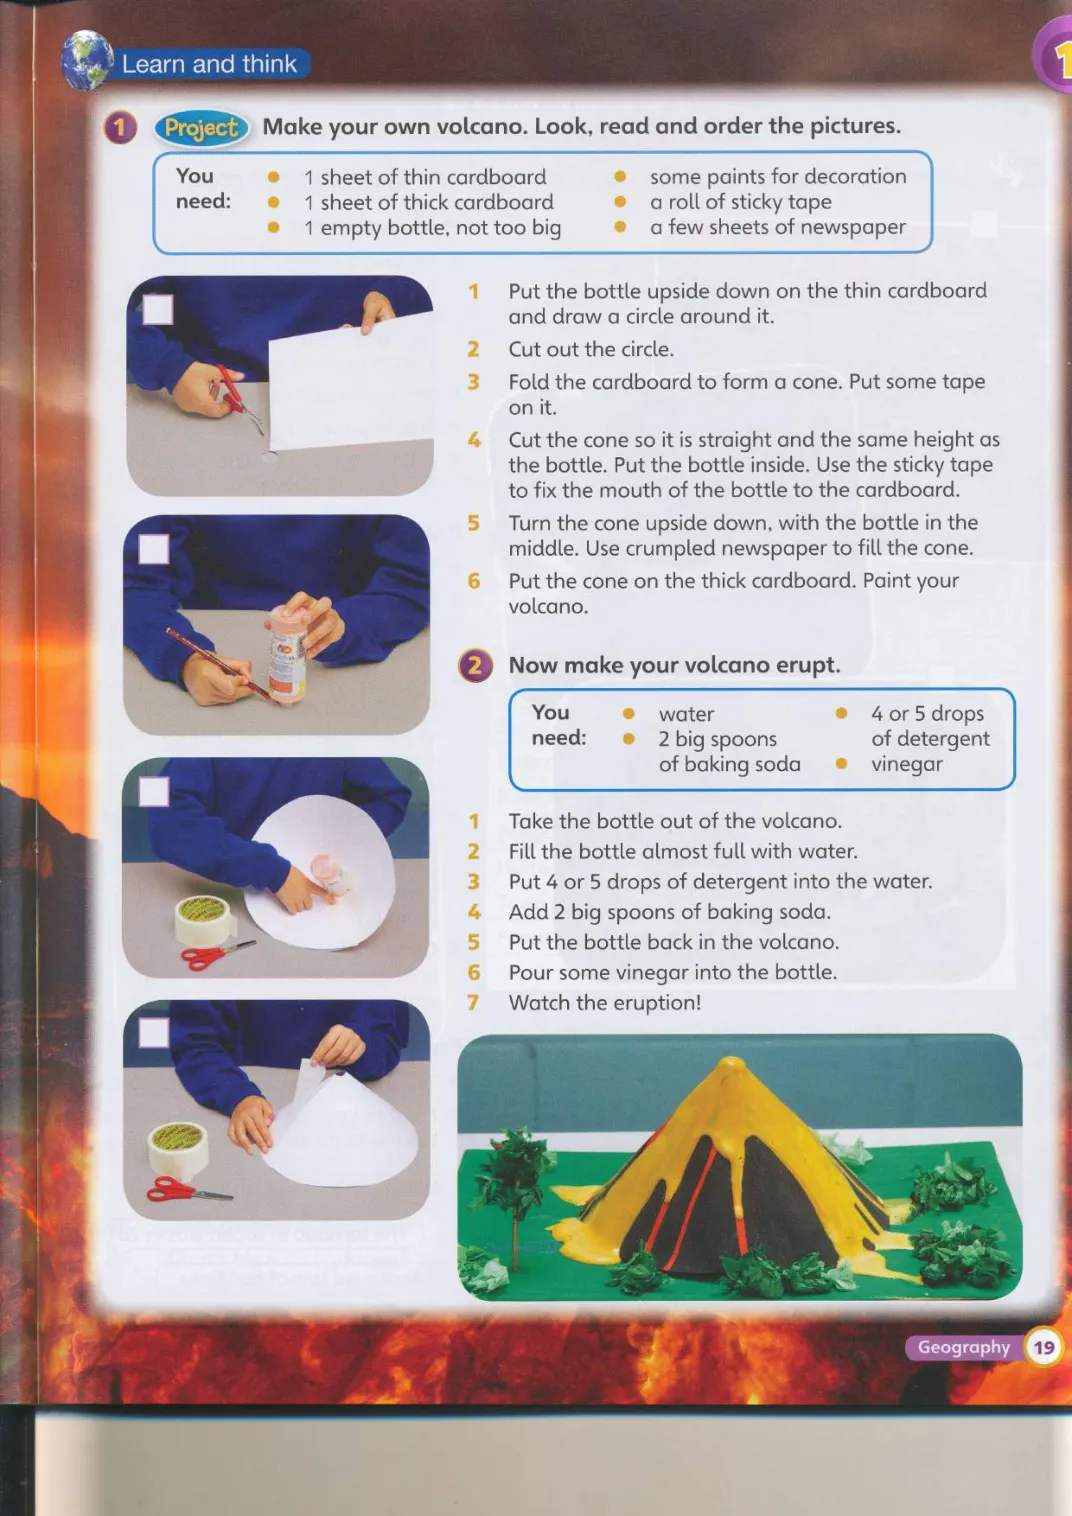 Learn and think
1
1 Project Make your own volcano. Look, read and order the pictures.
You need:
1 sheet of thin cardboard
1 sheet of thick cardboard
1 empty bottle, not too big
some paints for decoration
a roll of sticky tape
a few sheets of newspaper
1 Put the bottle upside down on the thin cardboard
and draw a circle around it.
2 Cut out the circle.
3 Fold the cardboard to form a cone. Put some tape
on it.
4 Cut the cone so it is straight and the same height as
the bottle. Put the bottle inside. Use the sticky tape
to fix the mouth of the bottle to the cardboard.
5 Turn the cone upside down, with the bottle in the
middle. Use crumpled newspaper to fill the cone.
6 Put the cone on the thick cardboard. Paint your
volcano.
2 Now make your volcano erupt.
You need:
water
2 big spoons
of baking soda
4 or 5 drops
of detergent
vinegar
1 Take the bottle out of the volcano.
2 Fill the bottle almost full with water.
3 Put 4 or 5 drops of detergent into the water.
4 Add 2 big spoons of baking soda.
5 Put the bottle back in the volcano.
6 Pour some vinegar into the bottle.
7 Watch the eruption!
Geography 19